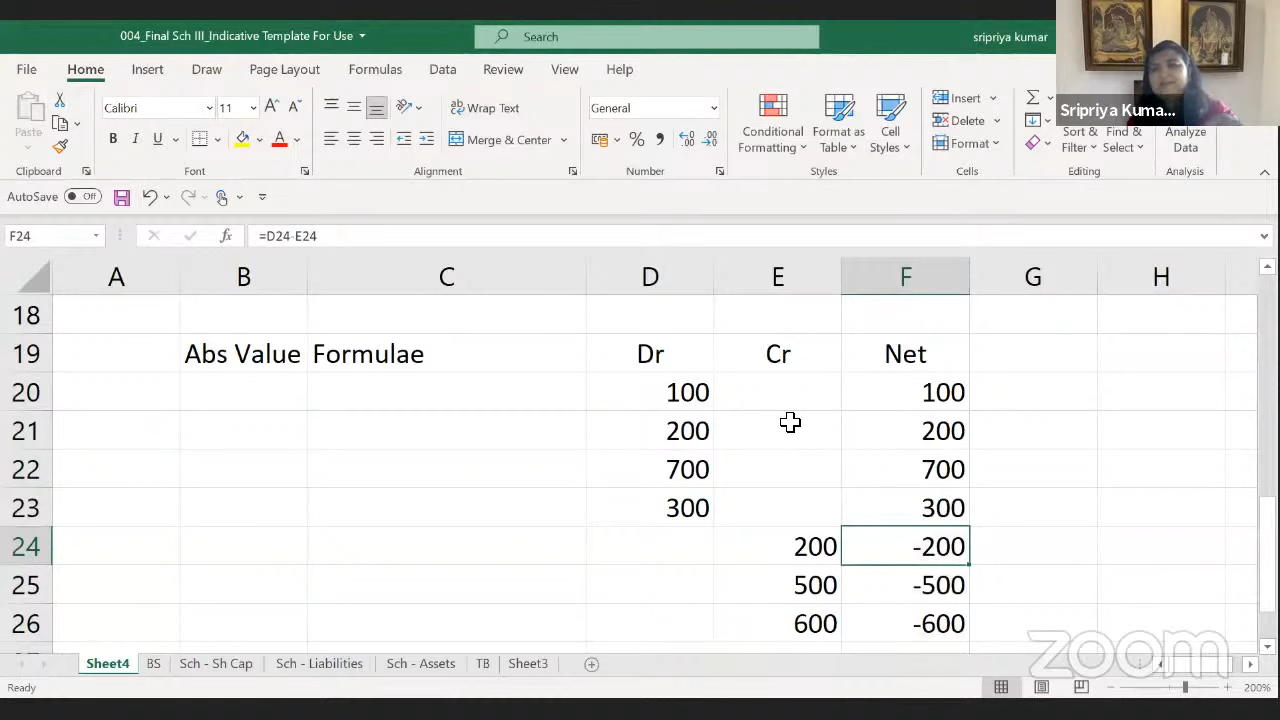 004_Final Sch III_Indicative Template For Use
Search
sripriya kumar
Sripriya Kuma...
File Home Insert Draw Page Layout Formulas Data Review View Help
Paste
Calibri 11
B I U
Wrap Text
Merge & Center
General
Conditional Formatting
Format as Table
Cell Styles
Insert
Delete
Format
Sort & Filter
Find & Select
Analyze Data
Clipboard Font Alignment Number Styles Cells Editing Analysis
AutoSave Off
F24 fx =D24-E24
A B C D E F G H
18
19 Abs Value Formulae Dr Cr Net
20 100 100
21 200 200
22 700 700
23 300 300
24 200 -200
25 500 -500
26 600 -600
zoom
Sheet4 BS Sch - Sh Cap Sch - Liabilities Sch - Assets TB Sheet3
Ready 200%